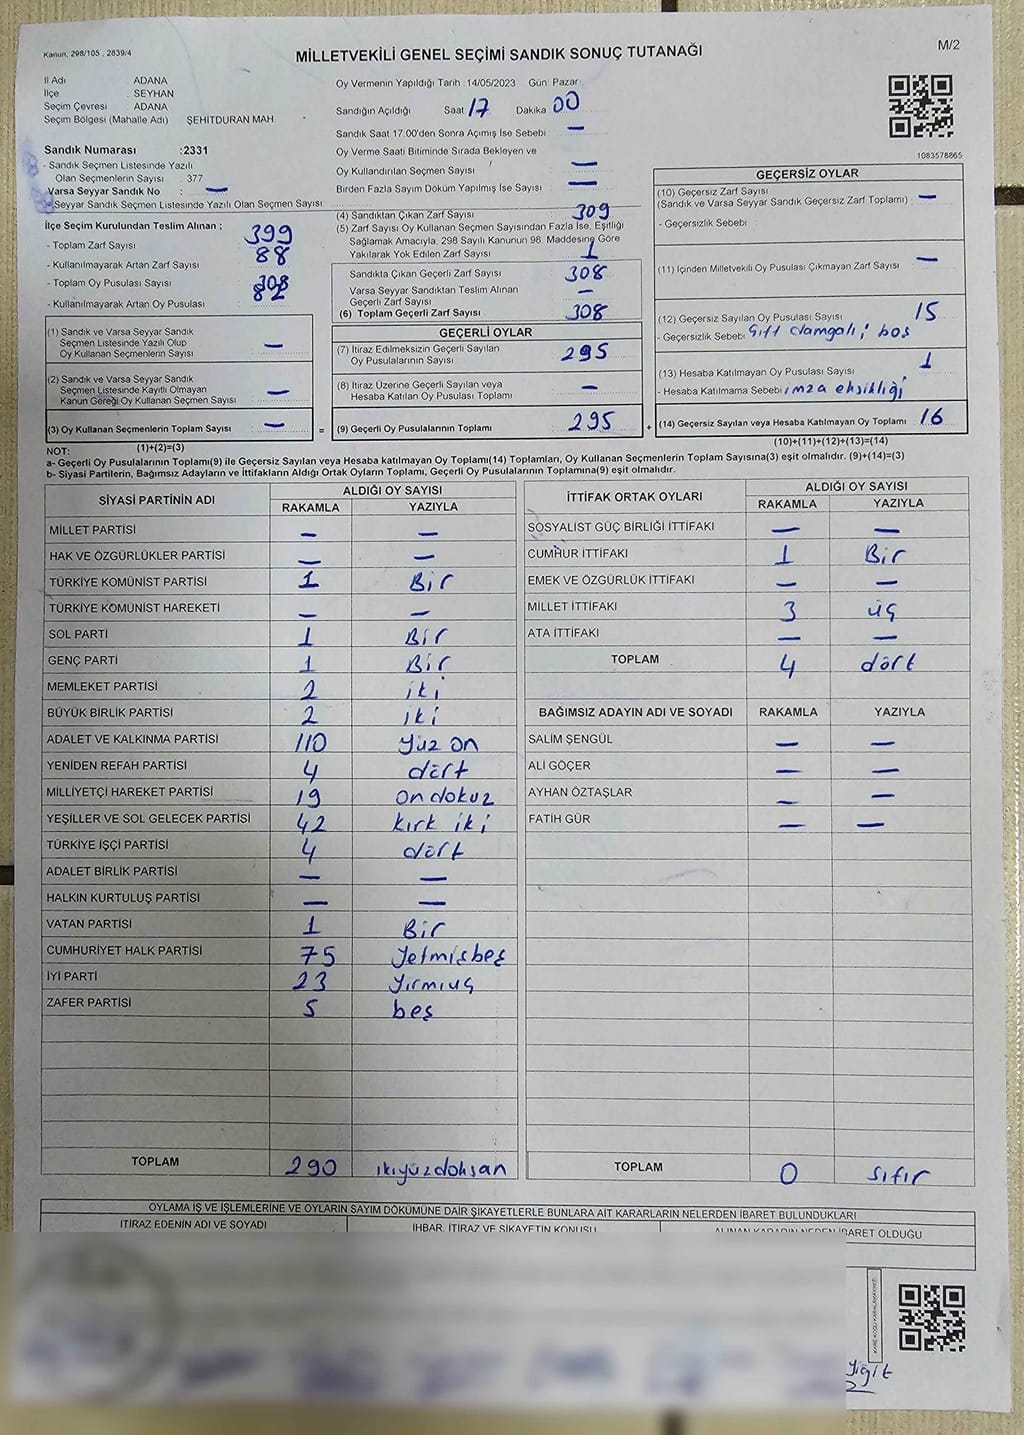 Kanun, 298/105 . 2839/4
MİLLETVEKİLİ GENEL SEÇİMİ SANDIK SONUÇ TUTANAĞI
M/2
İl Adı ADANA
İlçe : SEYHAN
Seçim Çevresi ADANA
Seçim Bölgesi (Mahalle Adı) ŞEHİTDURAN MAH.
Sandık Numarası :2331
- Sandık Seçmen Listesinde Yazılı
Olan Seçmenlerin Sayısı : 377
Varsa Seyyar Sandık No : —
Seyyar Sandık Seçmen Listesinde Yazılı Olan Seçmen Sayısı
İlçe Seçim Kurulundan Teslim Alınan ;
- Toplam Zarf Sayısı 399
- Kullanılmayarak Artan Zarf Sayısı 88
- Toplam Oy Pusulası Sayısı
- Kullanılmayarak Artan Oy Pusulası 82
Oy Vermenin Yapıldığı Tarih : 14/05/2023 Gün: Pazar
Sandığın Açıldığı Saat 17 Dakika 00
Sandık Saat 17:00'den Sonra Açımış İse Sebebi —
Oy Verme Saati Bitiminde Sırada Bekleyen ve
Oy Kullandırılan Seçmen Sayısı —
Birden Fazla Sayım Döküm Yapılmış İse Sayısı —
(4) Sandıktan Çıkan Zarf Sayısı 309
(5) Zarf Sayısı Oy Kullanan Seçmen Sayısından Fazla İse, Eşitliği
Sağlamak Amacıyla, 298 Sayılı Kanunun 98. Maddesine Göre
Yakılarak Yok Edilen Zarf Sayısı 1
Sandıkta Çıkan Geçerli Zarf Sayısı 308
Varsa Seyyar Sandıktan Teslim Alınan
Geçerli Zarf Sayısı —
(6) Toplam Geçerli Zarf Sayısı 308
1083578865
GEÇERSİZ OYLAR
(10) Geçersiz Zarf Sayısı
(Sandık ve Varsa Seyyar Sandık Geçersiz Zarf Toplamı) : —
- Geçersizlik Sebebi :
(11) İçinden Milletvekili Oy Pusulası Çıkmayan Zarf Sayısı —
(12) Geçersiz Sayılan Oy Pusulası Sayısı 15
- Geçersizlik Sebebi Gift damgalı; boş
(13) Hesaba Katılmayan Oy Pusulası Sayısı 1
- Hesaba Katılmama Sebebi imza eksikliği
(14) Geçersiz Sayılan veya Hesaba Katılmayan Oy Toplamı 16
(10)+(11)+(12)+(13)=(14)
(1) Sandık ve Varsa Seyyar Sandık
Seçmen Listesinde Yazılı Olup
Oy Kullanan Seçmenlerin Sayısı —
(2) Sandık ve Varsa Seyyar Sandık
Seçmen Listesinde Kayıtlı Olmayan
Kanun Gereği Oy Kullanan Seçmen Sayısı —
(3) Oy Kullanan Seçmenlerin Toplam Sayısı — =
(1)+(2)=(3)
GEÇERLİ OYLAR
(7) İtiraz Edilmeksizin Geçerli Sayılan
Oy Pusulalarının Sayısı 295
(8) İtiraz Üzerine Geçerli Sayılan veya
Hesaba Katılan Oy Pusulası Toplamı —
(9) Geçerli Oy Pusulalarının Toplamı 295 +
NOT:
a- Geçerli Oy Pusulalarının Toplamı(9) ile Geçersiz Sayılan veya Hesaba katılmayan Oy Toplamı(14) Toplamları, Oy Kullanan Seçmenlerin Toplam Sayısına(3) eşit olmalıdır. (9)+(14)=(3)
b- Siyasi Partilerin, Bağımsız Adayların ve İttifakların Aldığı Ortak Oyların Toplamı, Geçerli Oy Pusulalarının Toplamına(9) eşit olmalıdır.
SİYASİ PARTİNİN ADI ALDIĞI OY SAYISI
RAKAMLA YAZIYLA
MİLLET PARTİSİ — —
HAK VE ÖZGÜRLÜKLER PARTİSİ — —
TÜRKİYE KOMÜNİST PARTİSİ 1 Bir
TÜRKİYE KOMÜNİST HAREKETİ — —
SOL PARTİ 1 Bir
GENÇ PARTİ 1 Bir
MEMLEKET PARTİSİ 2 iki
BÜYÜK BİRLİK PARTİSİ 2 iki
ADALET VE KALKINMA PARTİSİ 110 Yüz on
YENİDEN REFAH PARTİSİ 4 dört
MİLLİYETÇİ HAREKET PARTİSİ 19 on dokuz
YEŞİLLER VE SOL GELECEK PARTİSİ 42 kırk iki
TÜRKİYE İŞÇİ PARTİSİ 4 dört
ADALET BİRLİK PARTİSİ — —
HALKIN KURTULUŞ PARTİSİ — —
VATAN PARTİSİ 1 Bir
CUMHURİYET HALK PARTİSİ 75 Yetmişbeş
İYİ PARTİ 23 Yirmiüç
ZAFER PARTİSİ 5 beş
TOPLAM 290 ikiyüzdoksan
İTTİFAK ORTAK OYLARI ALDIĞI OY SAYISI
RAKAMLA YAZIYLA
SOSYALİST GÜÇ BİRLİĞİ İTTİFAKI — —
CUMHUR İTTİFAKI 1 Bir
EMEK VE ÖZGÜRLÜK İTTİFAKI — —
MİLLET İTTİFAKI 3 üç
ATA İTTİFAKI — —
TOPLAM 4 dört
BAĞIMSIZ ADAYIN ADI VE SOYADI RAKAMLA YAZIYLA
SALİM ŞENGÜL — —
ALİ GÖÇER — —
AYHAN ÖZTAŞLAR — —
FATİH GÜR — —
TOPLAM 0 sıfır
OYLAMA İŞ VE İŞLEMLERİNE VE OYLARIN SAYIM DÖKÜMÜNE DAİR ŞİKAYETLERLE BUNLARA AİT KARARLARIN NELERDEN İBARET BULUNDUKLARI
İTİRAZ EDENİN ADI VE SOYADI İHBAR, İTİRAZ VE ŞİKAYETİN KONUSU ALINAN KARARIN NEDEN İBARET OLDUĞU
Yiğit